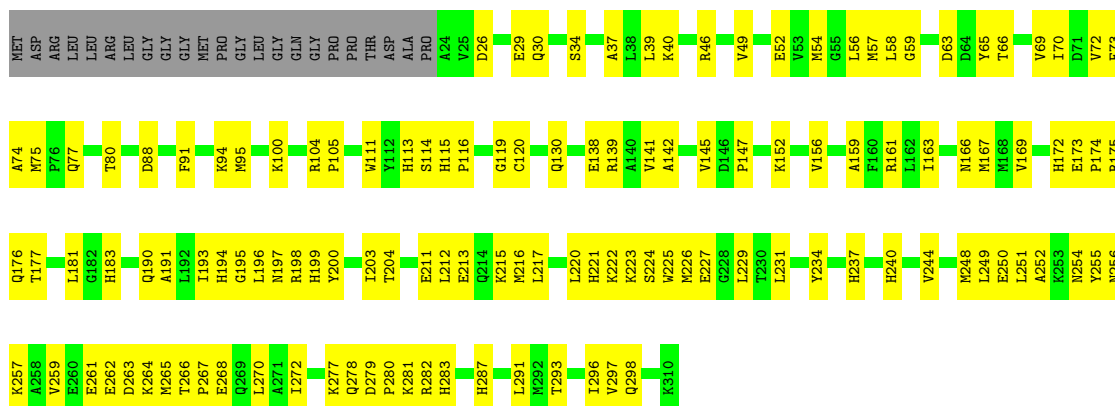 MET ASP ARG LEU LEU ARG LEU GLY GLY GLY MET PRO GLY LEU GLY GLN GLY PRO PRO THR ASP ALA PRO A24 V25 D26 E29 Q30 S34 A37 L38 L39 K40 R46 V49 E52 V53 M54 G55 L56 M57 L58 G59 D63 D64 Y65 T66 V69 I70 D71 V72 F73
A74 M75 P76 Q77 T80 D88 F91 K94 M95 K100 R104 P105 W111 Y112 H113 S114 H115 P116 G119 C120 Q130 E138 R139 A140 V141 A142 V145 D146 P147 K152 V156 A159 F160 R161 L162 I163 N166 M167 M168 V169 H172 E173 P174 R175
Q176 T177 L181 G182 H183 Q190 A191 L192 I193 H194 G195 L196 N197 R198 H199 Y200 I203 T204 E211 L212 E213 Q214 K215 M216 L217 L220 H221 K222 K223 S224 W225 M226 E227 G228 L229 T230 L231 Y234 H237 H240 V244 M248 L249 E250 L251 A252 K253 N254 Y255 N256
K257 A258 V259 E260 E261 E262 D263 K264 M265 T266 P267 E268 Q269 L270 A271 I272 K277 Q278 D279 P280 K281 R282 H283 H287 L291 M292 T293 I296 V297 Q298 K310